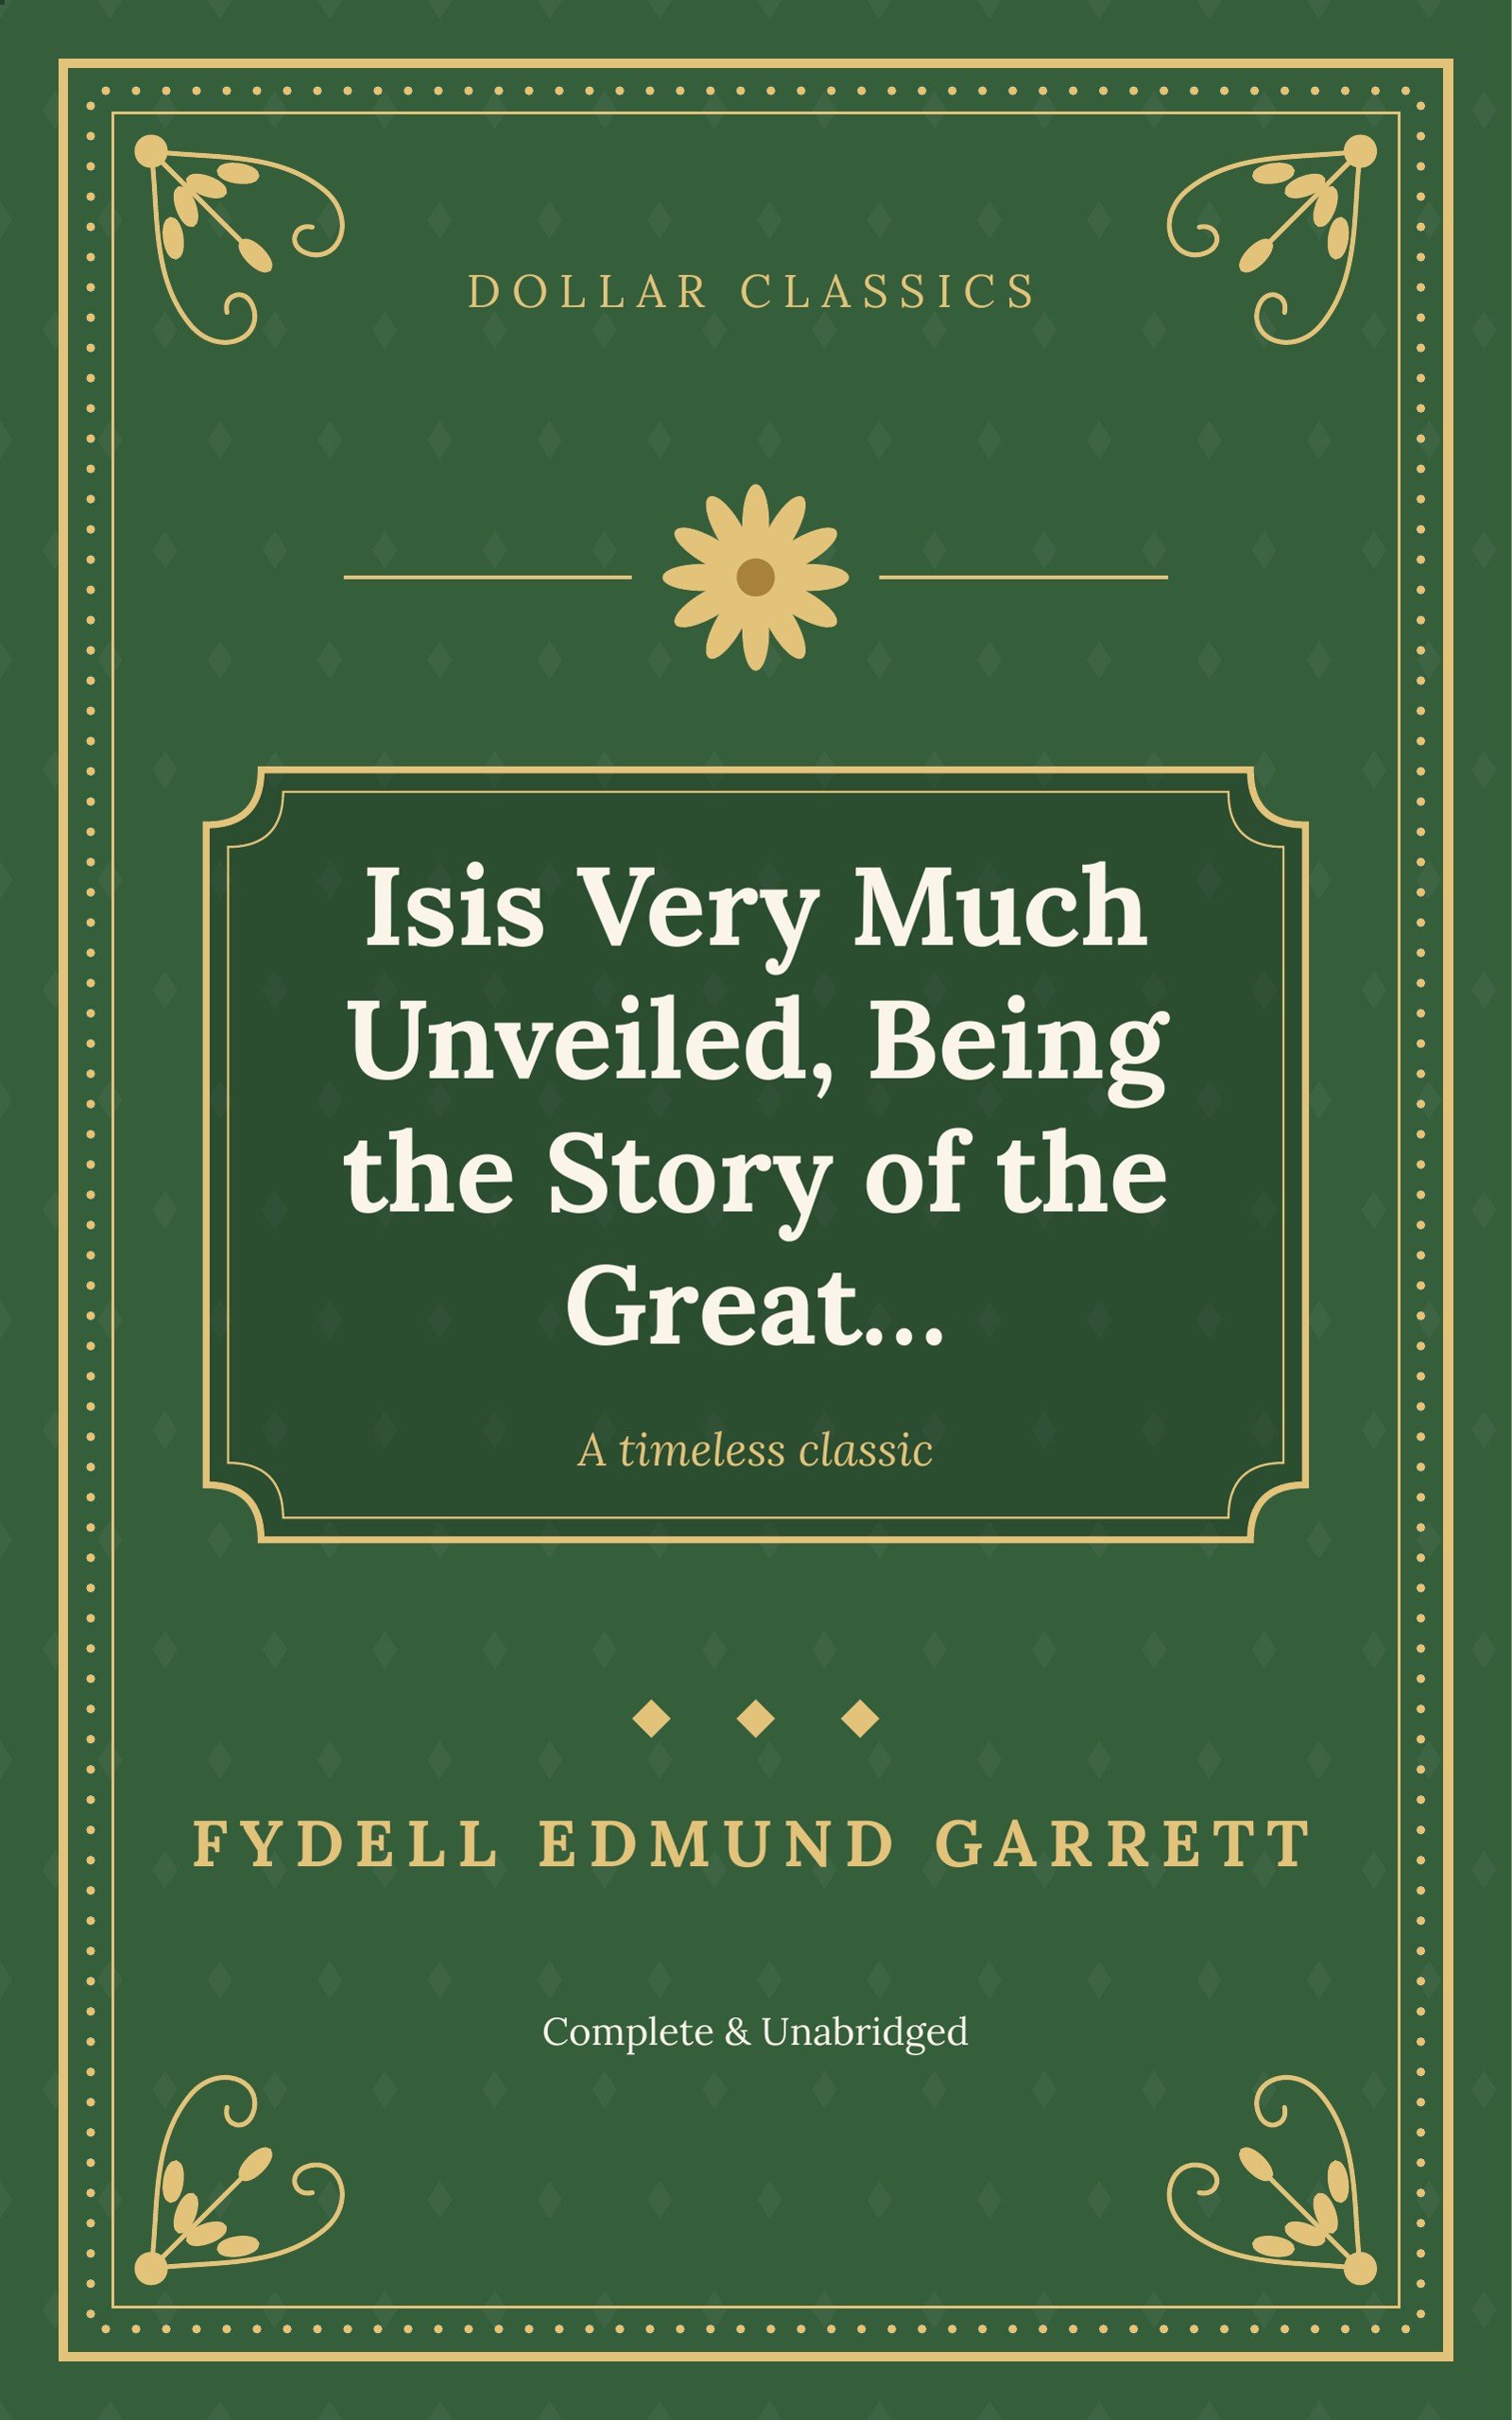 DOLLAR CLASSICS
Isis Very Much
Unveiled, Being
the Story of the
Great...
A timeless classic
FYDELL EDMUND GARRETT
Complete & Unabridged